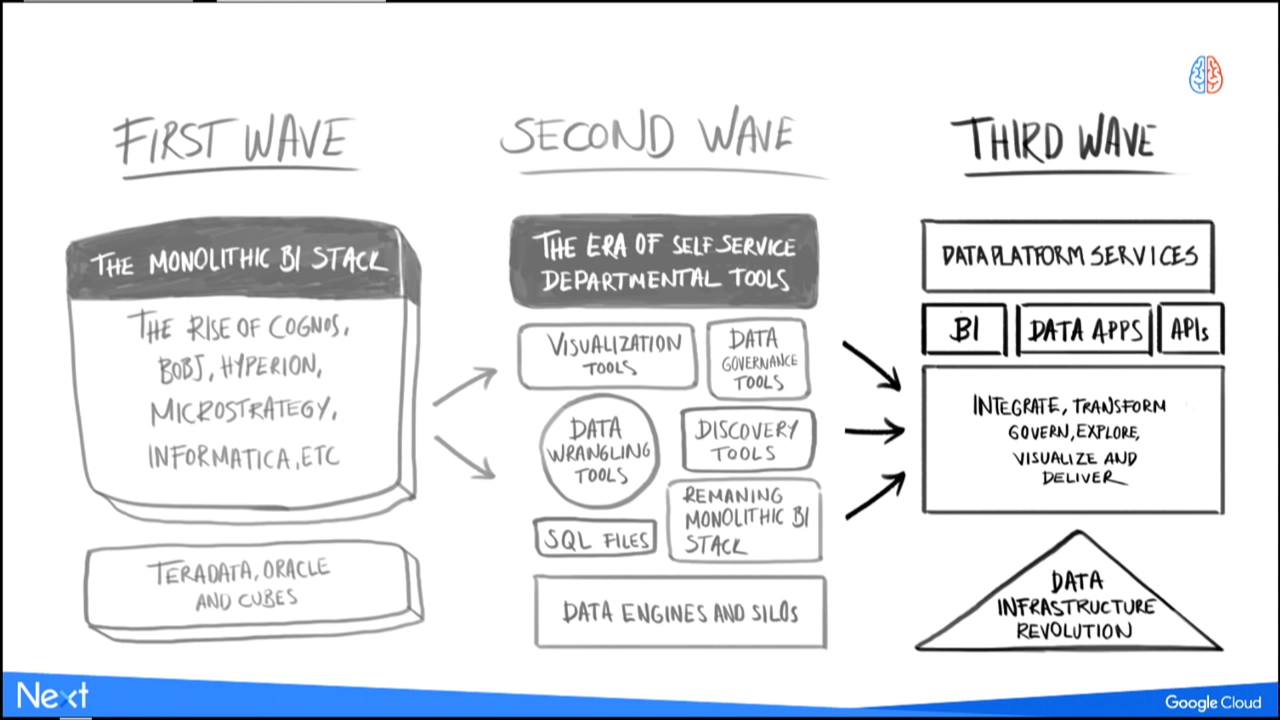 FIRST WAVE
THE MONOLITHIC BI STACK
THE RISE OF COGNOS,
BOBJ, HYPERION,
MICROSTRATEGY,
INFORMATICA, ETC
TERADATA, ORACLE
AND CUBES
SECOND WAVE
THE ERA OF SELF SERVICE
DEPARTMENTAL TOOLS
VISUALIZATION
TOOLS
DATA
GOVERNANCE
TOOLS
DATA
WRANGLING
TOOLS
DISCOVERY
TOOLS
SQL FILES
REMANING
MONOLITHIC BI
STACK
DATA ENGINES AND SILOS
THIRD WAVE
DATA PLATFORM SERVICES
BI
DATA APPS
APIs
INTEGRATE, TRANSFORM
GOVERN, EXPLORE,
VISUALIZE AND
DELIVER
DATA
INFRASTRUCTURE
REVOLUTION
Next
Google Cloud